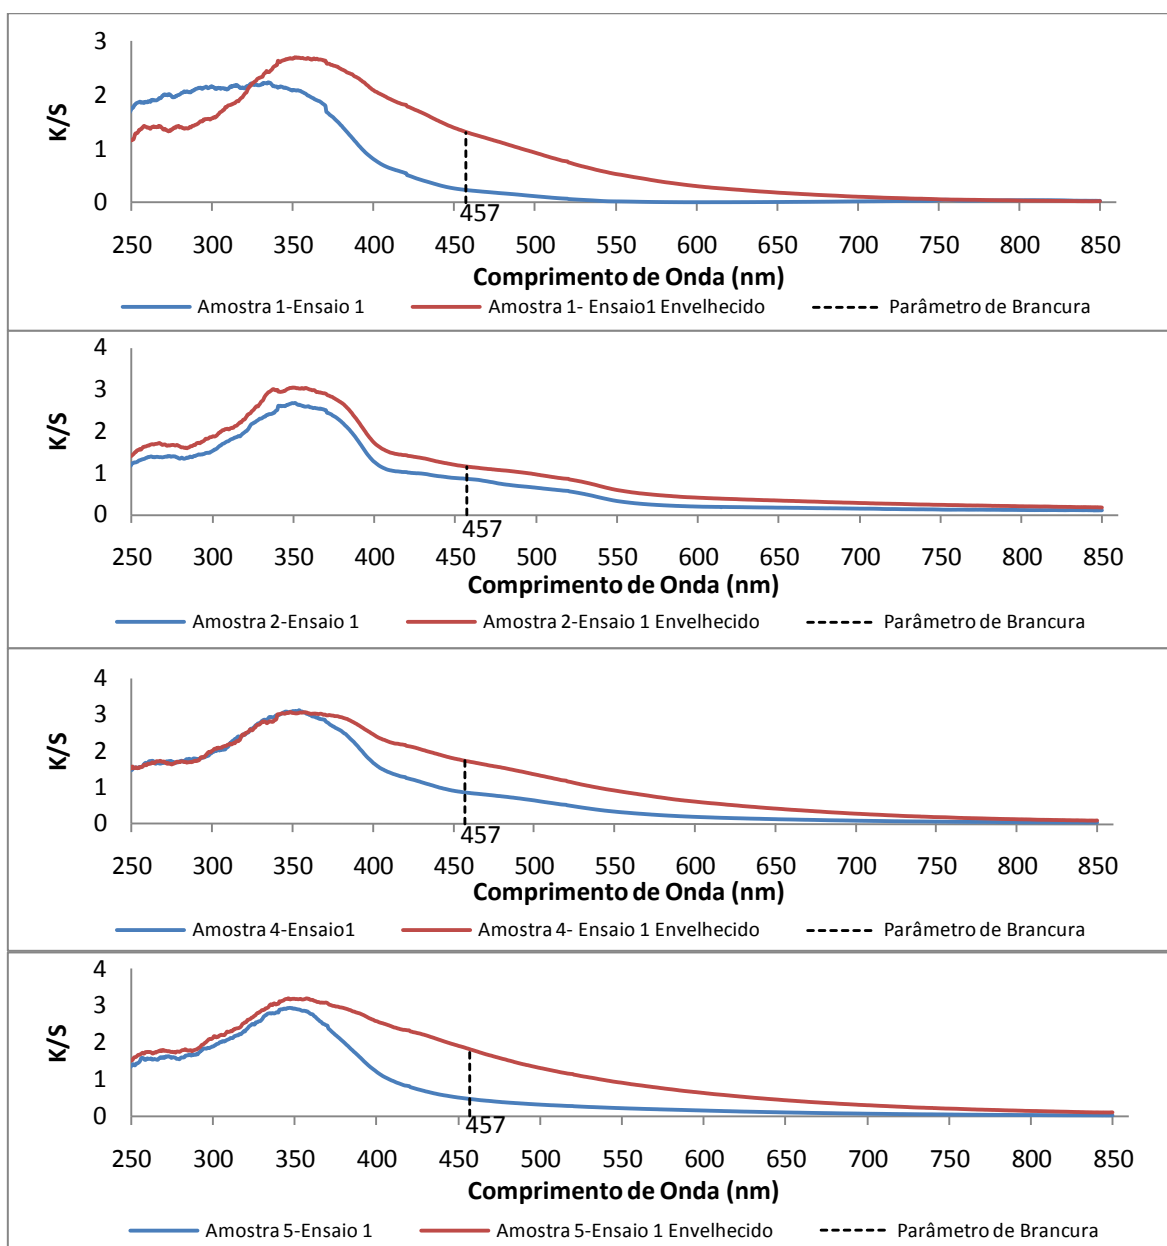 3
2
1
0
K/S
457
250 300 350 400 450 500 550 600 650 700 750 800 850
Comprimento de Onda (nm)
Amostra 1-Ensaio 1 Amostra 1- Ensaio1 Envelhecido Parâmetro de Brancura
4
3
2
1
0
K/S
457
250 300 350 400 450 500 550 600 650 700 750 800 850
Comprimento de Onda (nm)
Amostra 2-Ensaio 1 Amostra 2-Ensaio 1 Envelhecido Parâmetro de Brancura
4
3
2
1
0
K/S
457
250 300 350 400 450 500 550 600 650 700 750 800 850
Comprimento de Onda (nm)
Amostra 4-Ensaio1 Amostra 4- Ensaio 1 Envelhecido Parâmetro de Brancura
4
3
2
1
0
K/S
457
250 300 350 400 450 500 550 600 650 700 750 800 850
Comprimento de Onda (nm)
Amostra 5-Ensaio 1 Amostra 5-Ensaio 1 Envelhecido Parâmetro de Brancura